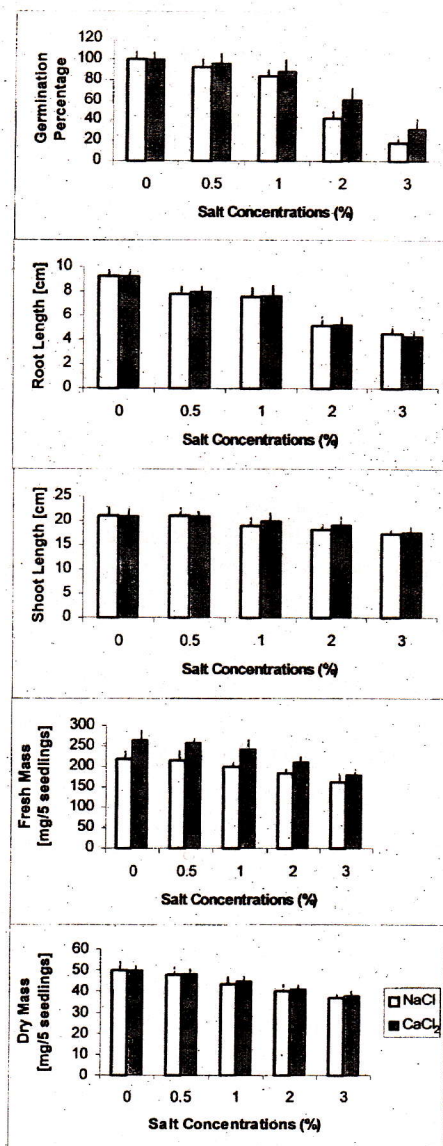 Germination
Percentage
120
100
80
60
40
20
0
0 0.5 1 2 3
Salt Concentrations (%)
Root Length [cm]
10
8
6
4
2
0
0 0.5 1 2 3
Salt Concentrations (%)
Shoot Length [cm]
25
20
15
10
5
0
0 0.5 1 2 3
Salt Concentrations (%)
Fresh Mass
[mg/5 seedlings]
300
250
200
150
100
50
0
0 0.5 1 2 3
Salt Concentrations (%)
Dry Mass
[mg/5 seedlings]
60
50
40
30
20
10
0
0 0.5 1 2 3
Salt Concentrations (%)
NaCl
CaCl₂